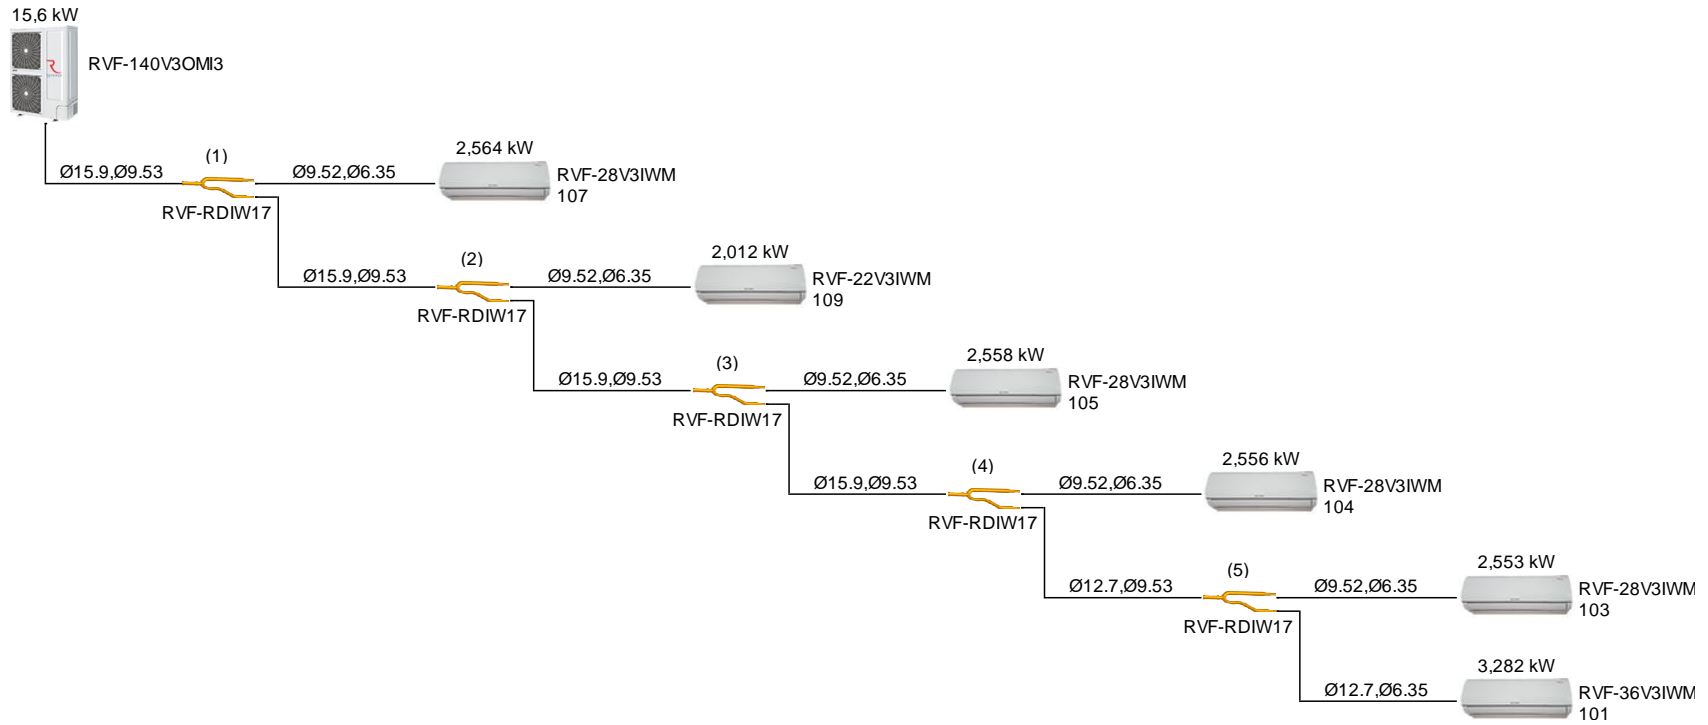 15,6 kW
RVF-140V3OMI3
(1)
Ø15.9,Ø9.53
RVF-RDIW17
Ø9.52,Ø6.35
2,564 kW
RVF-28V3IWM
107
(2)
Ø15.9,Ø9.53
RVF-RDIW17
Ø9.52,Ø6.35
2,012 kW
RVF-22V3IWM
109
(3)
Ø15.9,Ø9.53
RVF-RDIW17
Ø9.52,Ø6.35
2,558 kW
RVF-28V3IWM
105
(4)
Ø15.9,Ø9.53
RVF-RDIW17
Ø9.52,Ø6.35
2,556 kW
RVF-28V3IWM
104
(5)
Ø12.7,Ø9.53
RVF-RDIW17
Ø9.52,Ø6.35
2,553 kW
RVF-28V3IWM
103
Ø12.7,Ø6.35
3,282 kW
RVF-36V3IWM
101